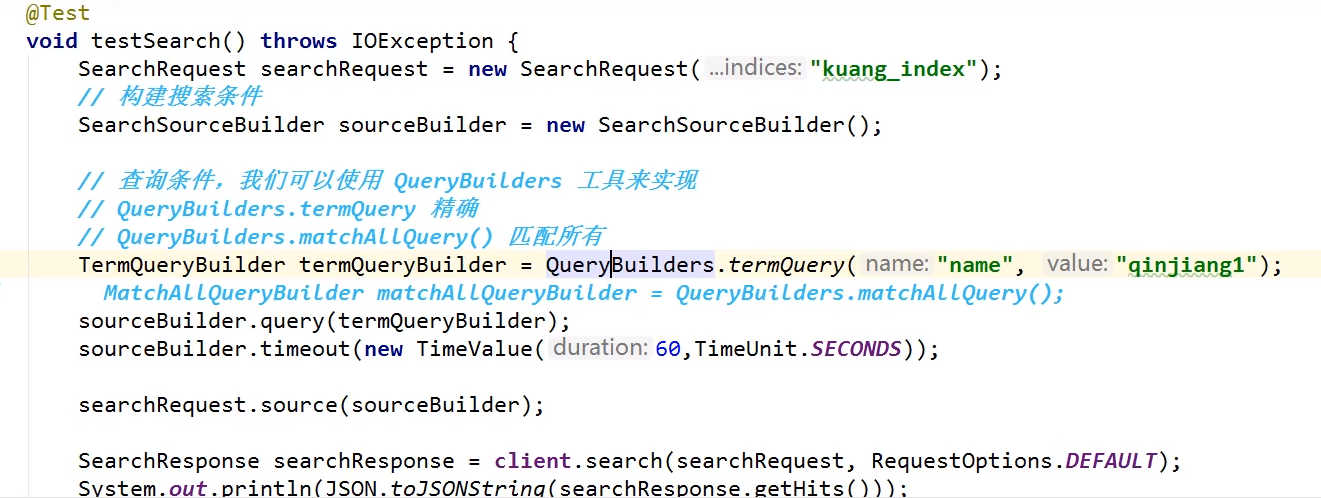 @Test
void testSearch() throws IOException {
SearchRequest searchRequest = new SearchRequest( ...indices: "kuang_index");
// 构建搜索条件
SearchSourceBuilder sourceBuilder = new SearchSourceBuilder();
// 查询条件，我们可以使用 QueryBuilders 工具来实现
// QueryBuilders.termQuery 精确
// QueryBuilders.matchAllQuery() 匹配所有
TermQueryBuilder termQueryBuilder = QueryBuilders.termQuery( name: "name", value: "qinjiang1");
MatchAllQueryBuilder matchAllQueryBuilder = QueryBuilders.matchAllQuery();
sourceBuilder.query(termQueryBuilder);
sourceBuilder.timeout(new TimeValue( duration: 60,TimeUnit.SECONDS));
searchRequest.source(sourceBuilder);
SearchResponse searchResponse = client.search(searchRequest, RequestOptions.DEFAULT);
System.out.println(JSON.toJSONString(searchResponse.getHits()));